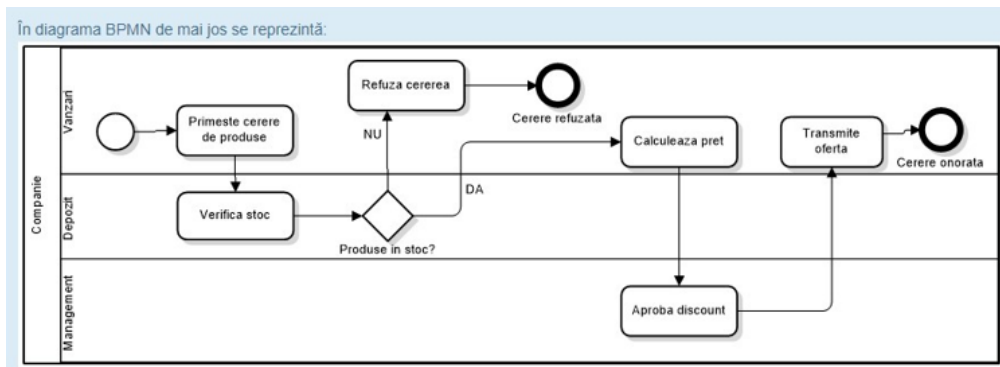 În diagrama BPMN de mai jos se reprezintă:
Companie
Vanzari
Primeste cerere
de produse
Refuza cererea
Cerere refuzata
NU
Calculeaza pret
Transmite
oferta
Cerere onorata
Depozit
Verifica stoc
Produse in stoc?
DA
Management
Aproba discount